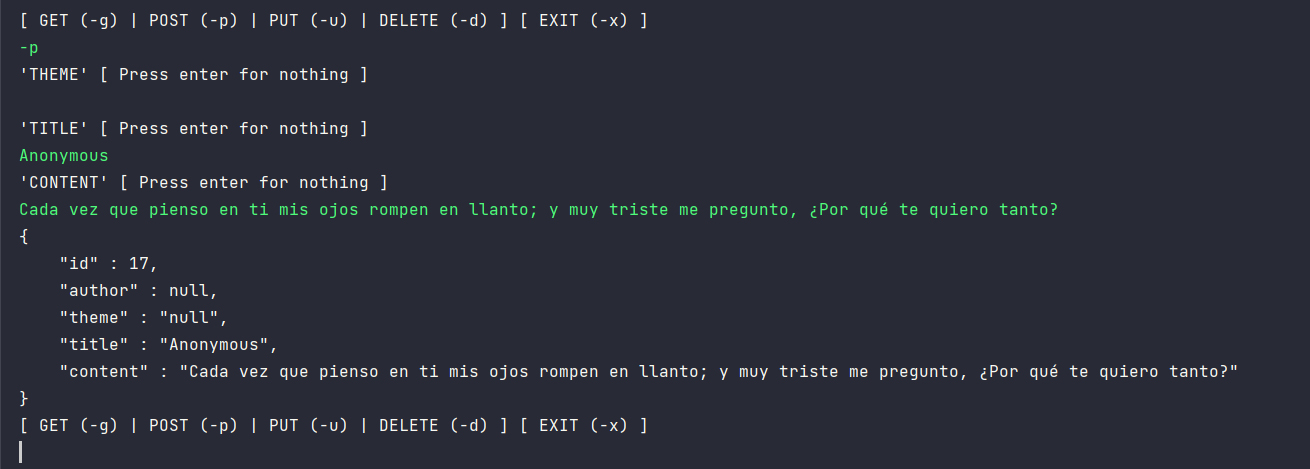 [ GET (-g) | POST (-p) | PUT (-u) | DELETE (-d) ] [ EXIT (-x) ]
-p
'THEME' [ Press enter for nothing ]
'TITLE' [ Press enter for nothing ]
Anonymous
'CONTENT' [ Press enter for nothing ]
Cada vez que pienso en ti mis ojos rompen en llanto; y muy triste me pregunto, ¿Por qué te quiero tanto?
{
    "id" : 17,
    "author" : null,
    "theme" : "null",
    "title" : "Anonymous",
    "content" : "Cada vez que pienso en ti mis ojos rompen en llanto; y muy triste me pregunto, ¿Por qué te quiero tanto?"
}
[ GET (-g) | POST (-p) | PUT (-u) | DELETE (-d) ] [ EXIT (-x) ]